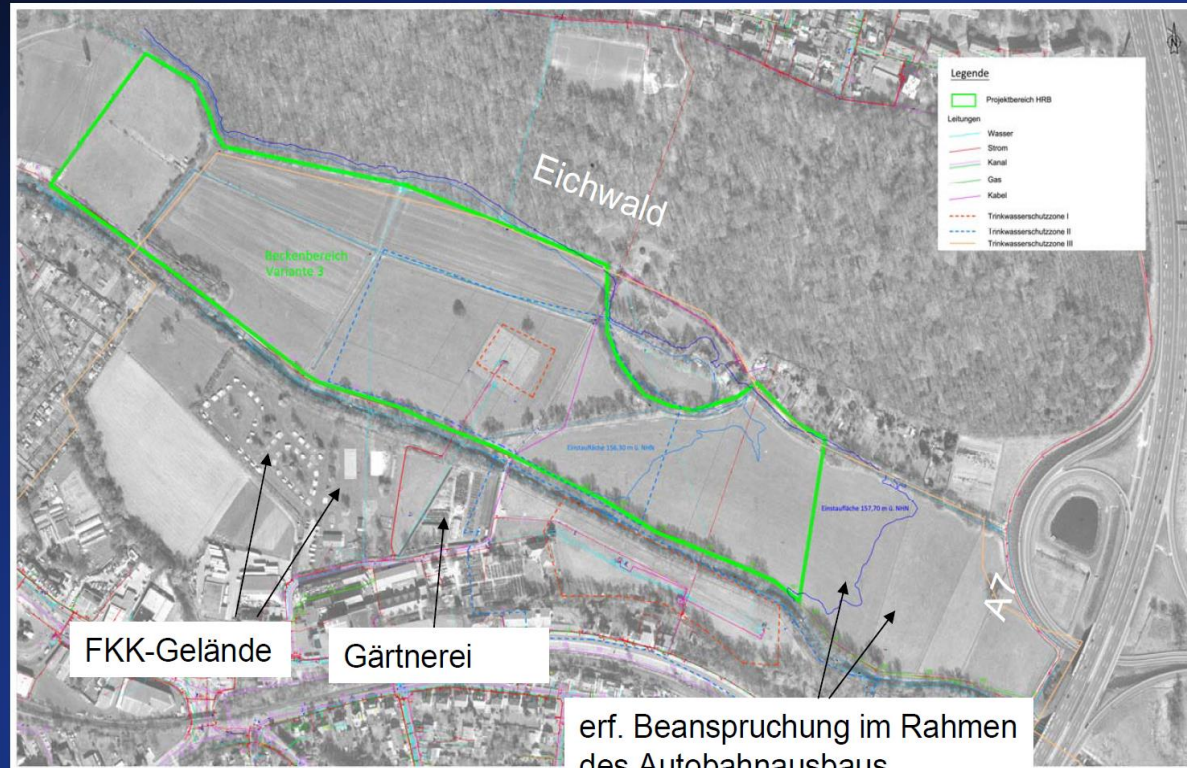 N
Legende
Projektbereich HRB
Leitungen
Wasser
Strom
Kanal
Gas
Kabel
Trinkwasserschutzzone I
Trinkwasserschutzzone II
Trinkwasserschutzzone III
Eichwald
Beckenbereich
Variante 3
Einstaufläche 156,30 m ü. NHN
Einstaufläche 157,70 m ü. NHN
A7
FKK-Gelände
Gärtnerei
erf. Beanspruchung im Rahmen
des Autobahnausbaus